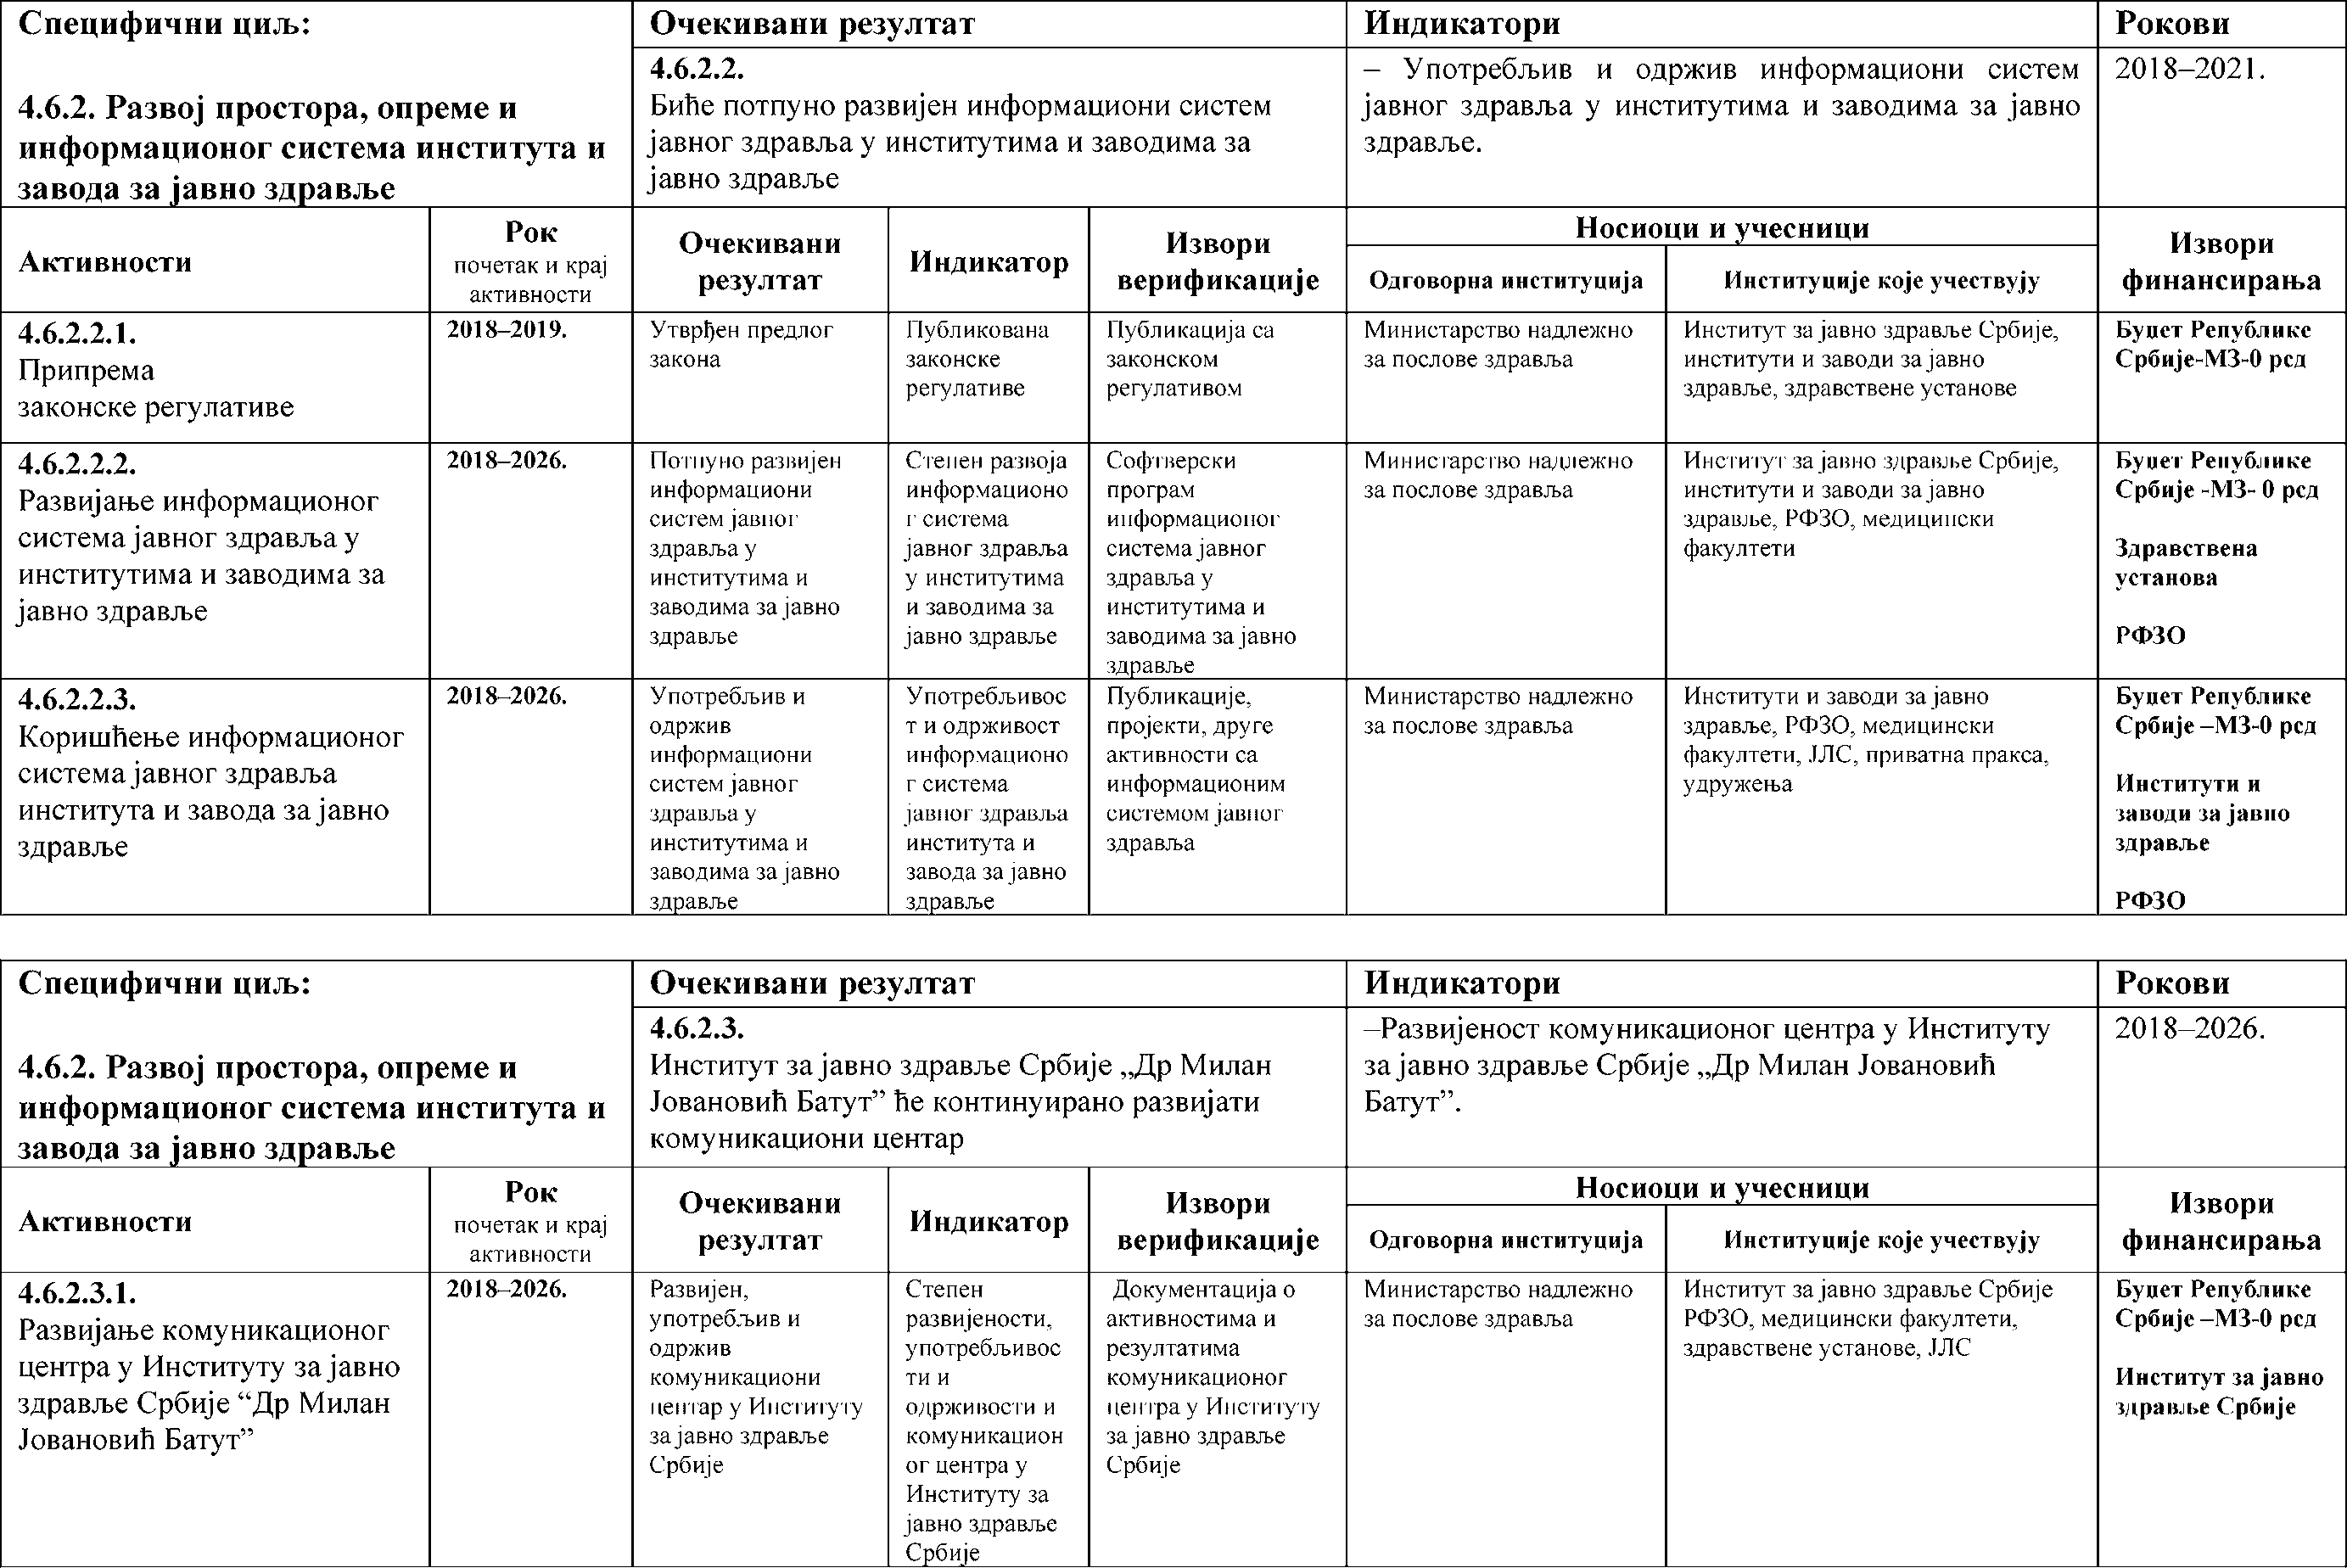 Специфични циљ:
4.6.2. Развој простора, опреме и
информационог система института и
завода за јавно здравље
Очекивани резултат
4.6.2.2.
Биће потпуно развијен информациони систем
јавног здравља у институтима и заводима за
јавно здравље
Индикатори
– Употребљив и одржив информациони систем
јавног здравља у институтима и заводима за јавно
здравље.
Рокови
2018–2021.
Активности
Рок
почетак и крај
активности
Очекивани
резултат
Индикатор
Извори
верификације
Носиоци и учесници
Одговорна институција
Институције које учествују
Извори
финансирања
4.6.2.2.1.
Припрема
законске регулативе
2018–2019.
Утврђен предлог
закона
Публикована
законске
регулативе
Публикација са
законском
регулативом
Министарство надлежно
за послове здравља
Институт за јавно здравље Србије,
институти и заводи за јавно
здравље, здравствене установе
Буџет Републике
Србије-МЗ-0 рсд
4.6.2.2.2.
Развијање информационог
система јавног здравља у
институтима и заводима за
јавно здравље
2018–2026.
Потпуно развијен
информациони
систем јавног
здравља у
институтима и
заводима за јавно
здравље
Степен развоја
информационо
г система
јавног здравља
у институтима
и заводима за
јавно здравље
Софтверски
програм
информационог
система јавног
здравља у
институтима и
заводима за јавно
здравље
Министарство надлежно
за послове здравља
Институт за јавно здравље Србије,
институти и заводи за јавно
здравље, РФЗО, медицински
факултети
Буџет Републике
Србије -МЗ- 0 рсд
Здравствена
установа
РФЗО
4.6.2.2.3.
Коришћење информационог
система јавног здравља
института и завода за јавно
здравље
2018–2026.
Употребљив и
одржив
информациони
систем јавног
здравља у
институтима и
заводима за јавно
здравље
Употребљивос
т и одрживост
информационо
г система
јавног здравља
института и
завода за јавно
здравље
Публикације,
пројекти, друге
активности са
информационим
системом јавног
здравља
Министарство надлежно
за послове здравља
Институти и заводи за јавно
здравље, РФЗО, медицински
факултети, ЈЛС, приватна пракса,
удружења
Буџет Републике
Србије –МЗ-0 рсд
Институти и
заводи за јавно
здравље
РФЗО
Специфични циљ:
4.6.2. Развој простора, опреме и
информационог система института и
завода за јавно здравље
Очекивани резултат
4.6.2.3.
Институт за јавно здравље Србије „Др Милан
Јовановић Батут” ће континуирано развијати
комуникациони центар
Индикатори
–Развијеност комуникационог центра у Институту
за јавно здравље Србије „Др Милан Јовановић
Батут”.
Рокови
2018–2026.
Активности
Рок
почетак и крај
активности
Очекивани
резултат
Индикатор
Извори
верификације
Носиоци и учесници
Одговорна институција
Институције које учествују
Извори
финансирања
4.6.2.3.1.
Развијање комуникационог
центра у Институту за јавно
здравље Србије “Др Милан
Јовановић Батут”
2018–2026.
Развијен,
употребљив и
одржив
комуникациони
центар у Институту
за јавно здравље
Србије
Степен
развијености,
употребљивос
ти и
одрживости и
комуникацион
ог центра у
Институту за
јавно здравље
Србије
Документација о
активностима и
резултатима
комуникационог
центра у Институту
за јавно здравље
Србије
Министарство надлежно
за послове здравља
Институт за јавно здравље Србије
РФЗО, медицински факултети,
здравствене установе, ЈЛС
Буџет Републике
Србије –МЗ-0 рсд
Институт за јавно
здравље Србије